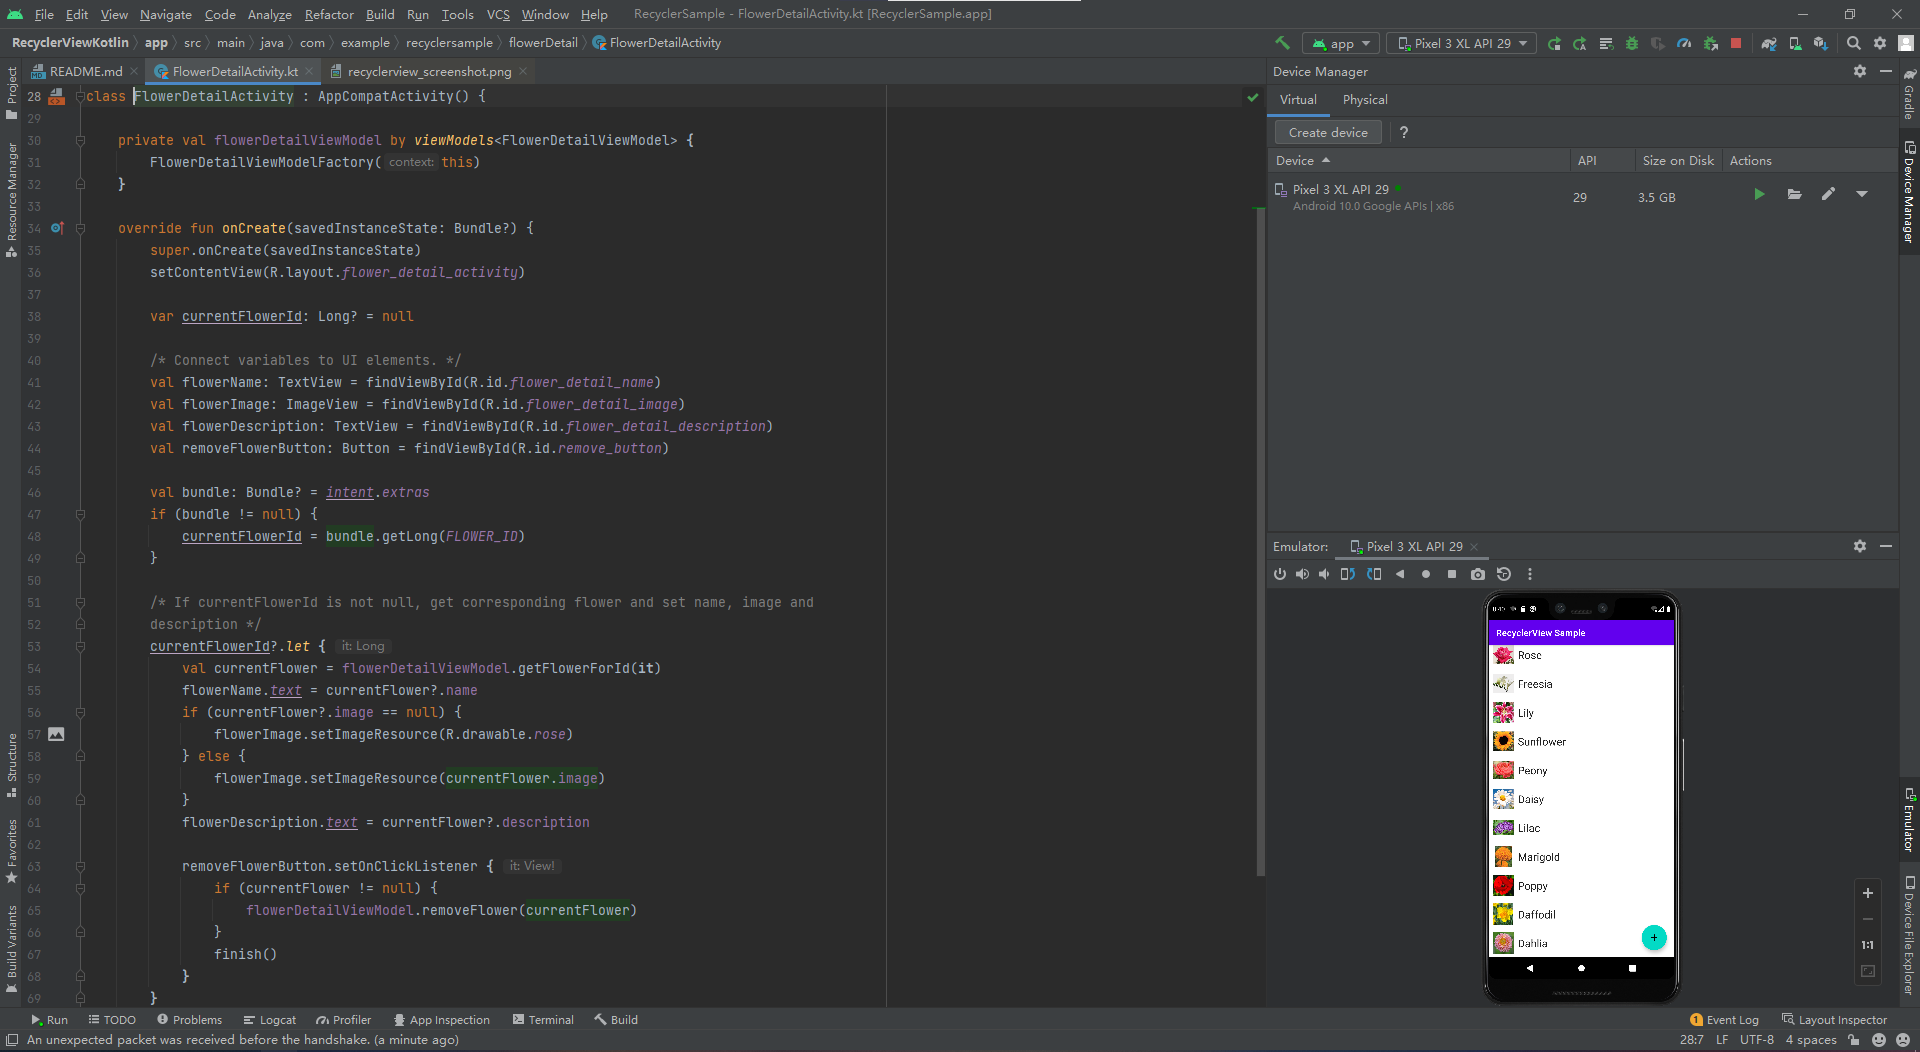 File Edit View Navigate Code Analyze Refactor Build Run Tools VCS Window Help RecyclerSample - FlowerDetailActivity.kt [RecyclerSample.app]
RecyclerViewKotlin app src main java com example recyclersample flowerDetail FlowerDetailActivity app Pixel 3 XL API 29
README.md FlowerDetailActivity.kt recyclerview_screenshot.png
28 class FlowerDetailActivity : AppCompatActivity() {
29
30 private val flowerDetailViewModel by viewModels<FlowerDetailViewModel> {
31 FlowerDetailViewModelFactory( context: this)
32 }
33
34 override fun onCreate(savedInstanceState: Bundle?) {
35 super.onCreate(savedInstanceState)
36 setContentView(R.layout.flower_detail_activity)
37
38 var currentFlowerId: Long? = null
39
40 /* Connect variables to UI elements. */
41 val flowerName: TextView = findViewById(R.id.flower_detail_name)
42 val flowerImage: ImageView = findViewById(R.id.flower_detail_image)
43 val flowerDescription: TextView = findViewById(R.id.flower_detail_description)
44 val removeFlowerButton: Button = findViewById(R.id.remove_button)
45
46 val bundle: Bundle? = intent.extras
47 if (bundle != null) {
48 currentFlowerId = bundle.getLong(FLOWER_ID)
49 }
50
51 /* If currentFlowerId is not null, get corresponding flower and set name, image and
52 description */
53 currentFlowerId?.let { it: Long
54 val currentFlower = flowerDetailViewModel.getFlowerForId(it)
55 flowerName.text = currentFlower?.name
56 if (currentFlower?.image == null) {
57 flowerImage.setImageResource(R.drawable.rose)
58 } else {
59 flowerImage.setImageResource(currentFlower.image)
60 }
61 flowerDescription.text = currentFlower?.description
62
63 removeFlowerButton.setOnClickListener { it: View!
64 if (currentFlower != null) {
65 flowerDetailViewModel.removeFlower(currentFlower)
66 }
67 finish()
68 }
69 }
Project
Resource Manager
Structure
Favorites
Build Variants
Device Manager
Virtual Physical
Create device ?
Device API Size on Disk Actions
Pixel 3 XL API 29 29 3.5 GB
Android 10.0 Google APIs | x86
Emulator: Pixel 3 XL API 29
RecyclerView Sample
Rose
Freesia
Lily
Sunflower
Peony
Daisy
Lilac
Marigold
Poppy
Daffodil
Dahlia
+
1:1
Gradle
Device Manager
Emulator
Device File Explorer
Run TODO Problems Logcat Profiler App Inspection Terminal Build 1 Event Log Layout Inspector
An unexpected packet was received before the handshake. (a minute ago) 28:7 LF UTF-8 4 spaces